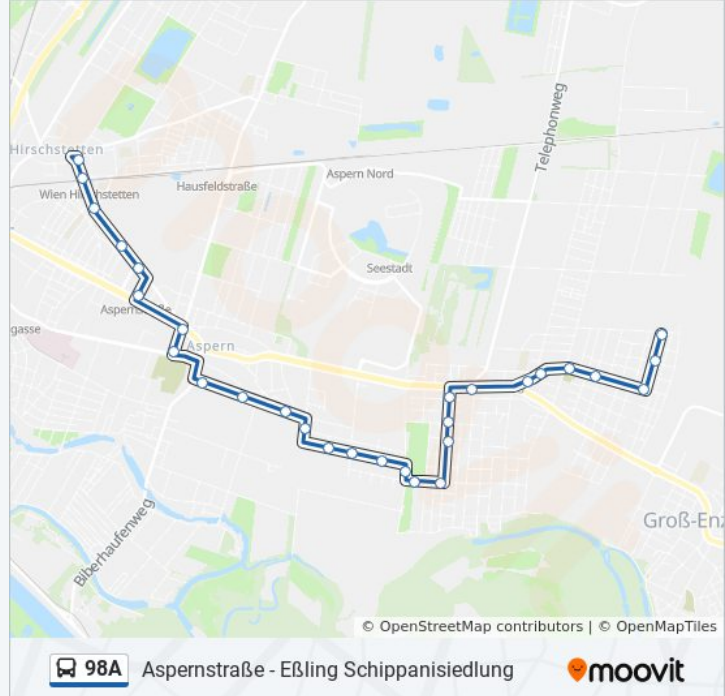 Telephonweg
Hirschstetten
Aspern Nord
Hausfeldstraße
Wien Hirschstetten
Seestadt
gasse
Aspern
Groß-Enz
Biberhaufenweg
© OpenStreetMap contributors | © OpenMapTiles
98A Aspernstraße - Eßling Schippanisiedlung moovit